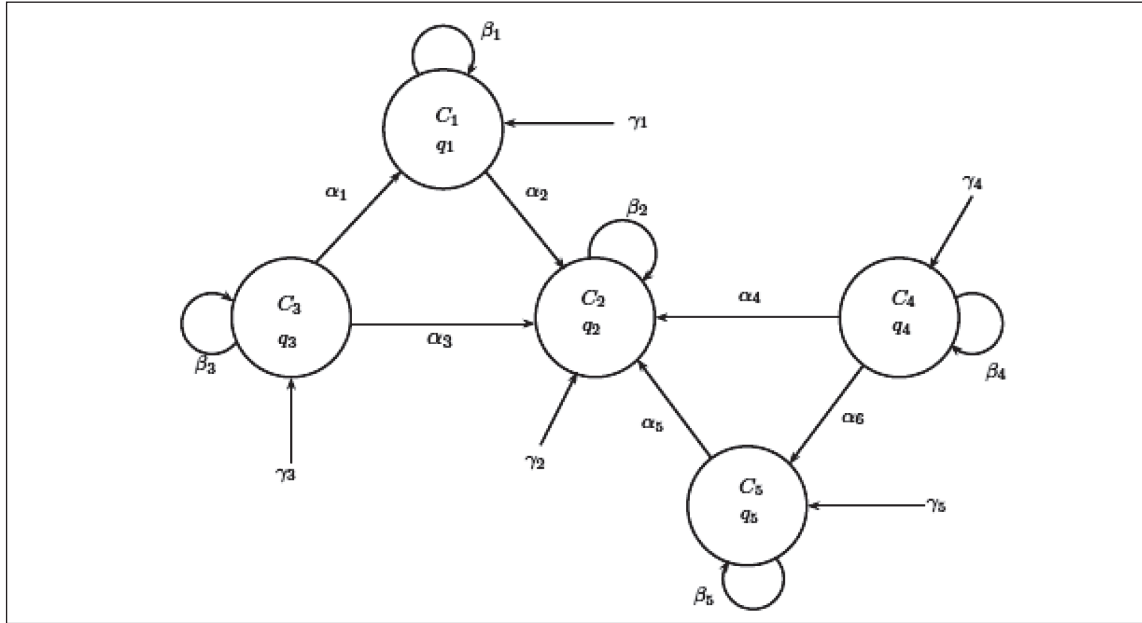 β₁
C₁
q₁
γ₁
α₁
α₂
γ₄
β₂
C₃
q₃
C₂
q₂
α₄
C₄
q₄
α₃
β₃
β₄
α₅
α₆
γ₃
γ₂
C₅
q₅
γ₅
β₅